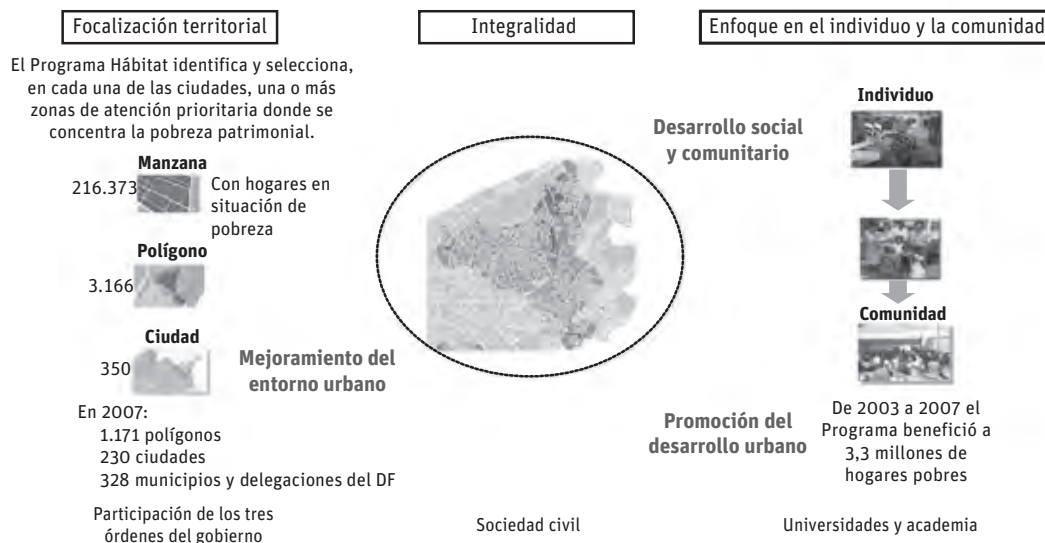 Focalización territorial
El Programa Hábitat identifica y selecciona,
en cada una de las ciudades, una o más
zonas de atención prioritaria donde se
concentra la pobreza patrimonial.
Manzana
216.373
Con hogares en
situación de
pobreza
Polígono
3.166
Ciudad
350
En 2007:
1.171 polígonos
230 ciudades
328 municipios y delegaciones del DF
Participación de los tres
órdenes del gobierno
Integralidad
Desarrollo social
y comunitario
Mejoramiento del
entorno urbano
Promoción del
desarrollo urbano
Sociedad civil
Enfoque en el individuo y la comunidad
Individuo
Comunidad
De 2003 a 2007 el
Programa benefició a
3,3 millones de
hogares pobres
Universidades y academia